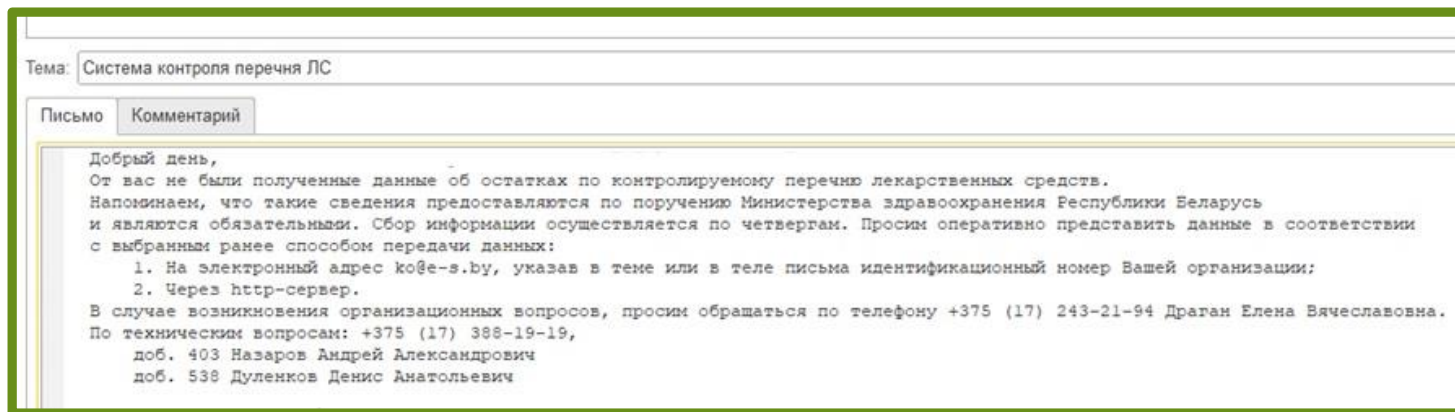 Тема: Система контроля перечня ЛС
Письмо Комментарий
Добрый день,
От вас не были полученные данные об остатках по контролируемому перечню лекарственных средств.
Напоминаем, что такие сведения предоставляются по поручению Министерства здравоохранения Республики Беларусь
и являются обязательными. Сбор информации осуществляется по четвергам. Просим оперативно представить данные в соответствии
с выбранным ранее способом передачи данных:
1. На электронный адрес ko@e-s.by, указав в теме или в теле письма идентификационный номер Вашей организации;
2. Через http-сервер.
В случае возникновения организационных вопросов, просим обращаться по телефону +375 (17) 243-21-94 Драган Елена Вячеславовна.
По техническим вопросам: +375 (17) 388-19-19,
доб. 403 Назаров Андрей Александрович
доб. 538 Дуленков Денис Анатольевич